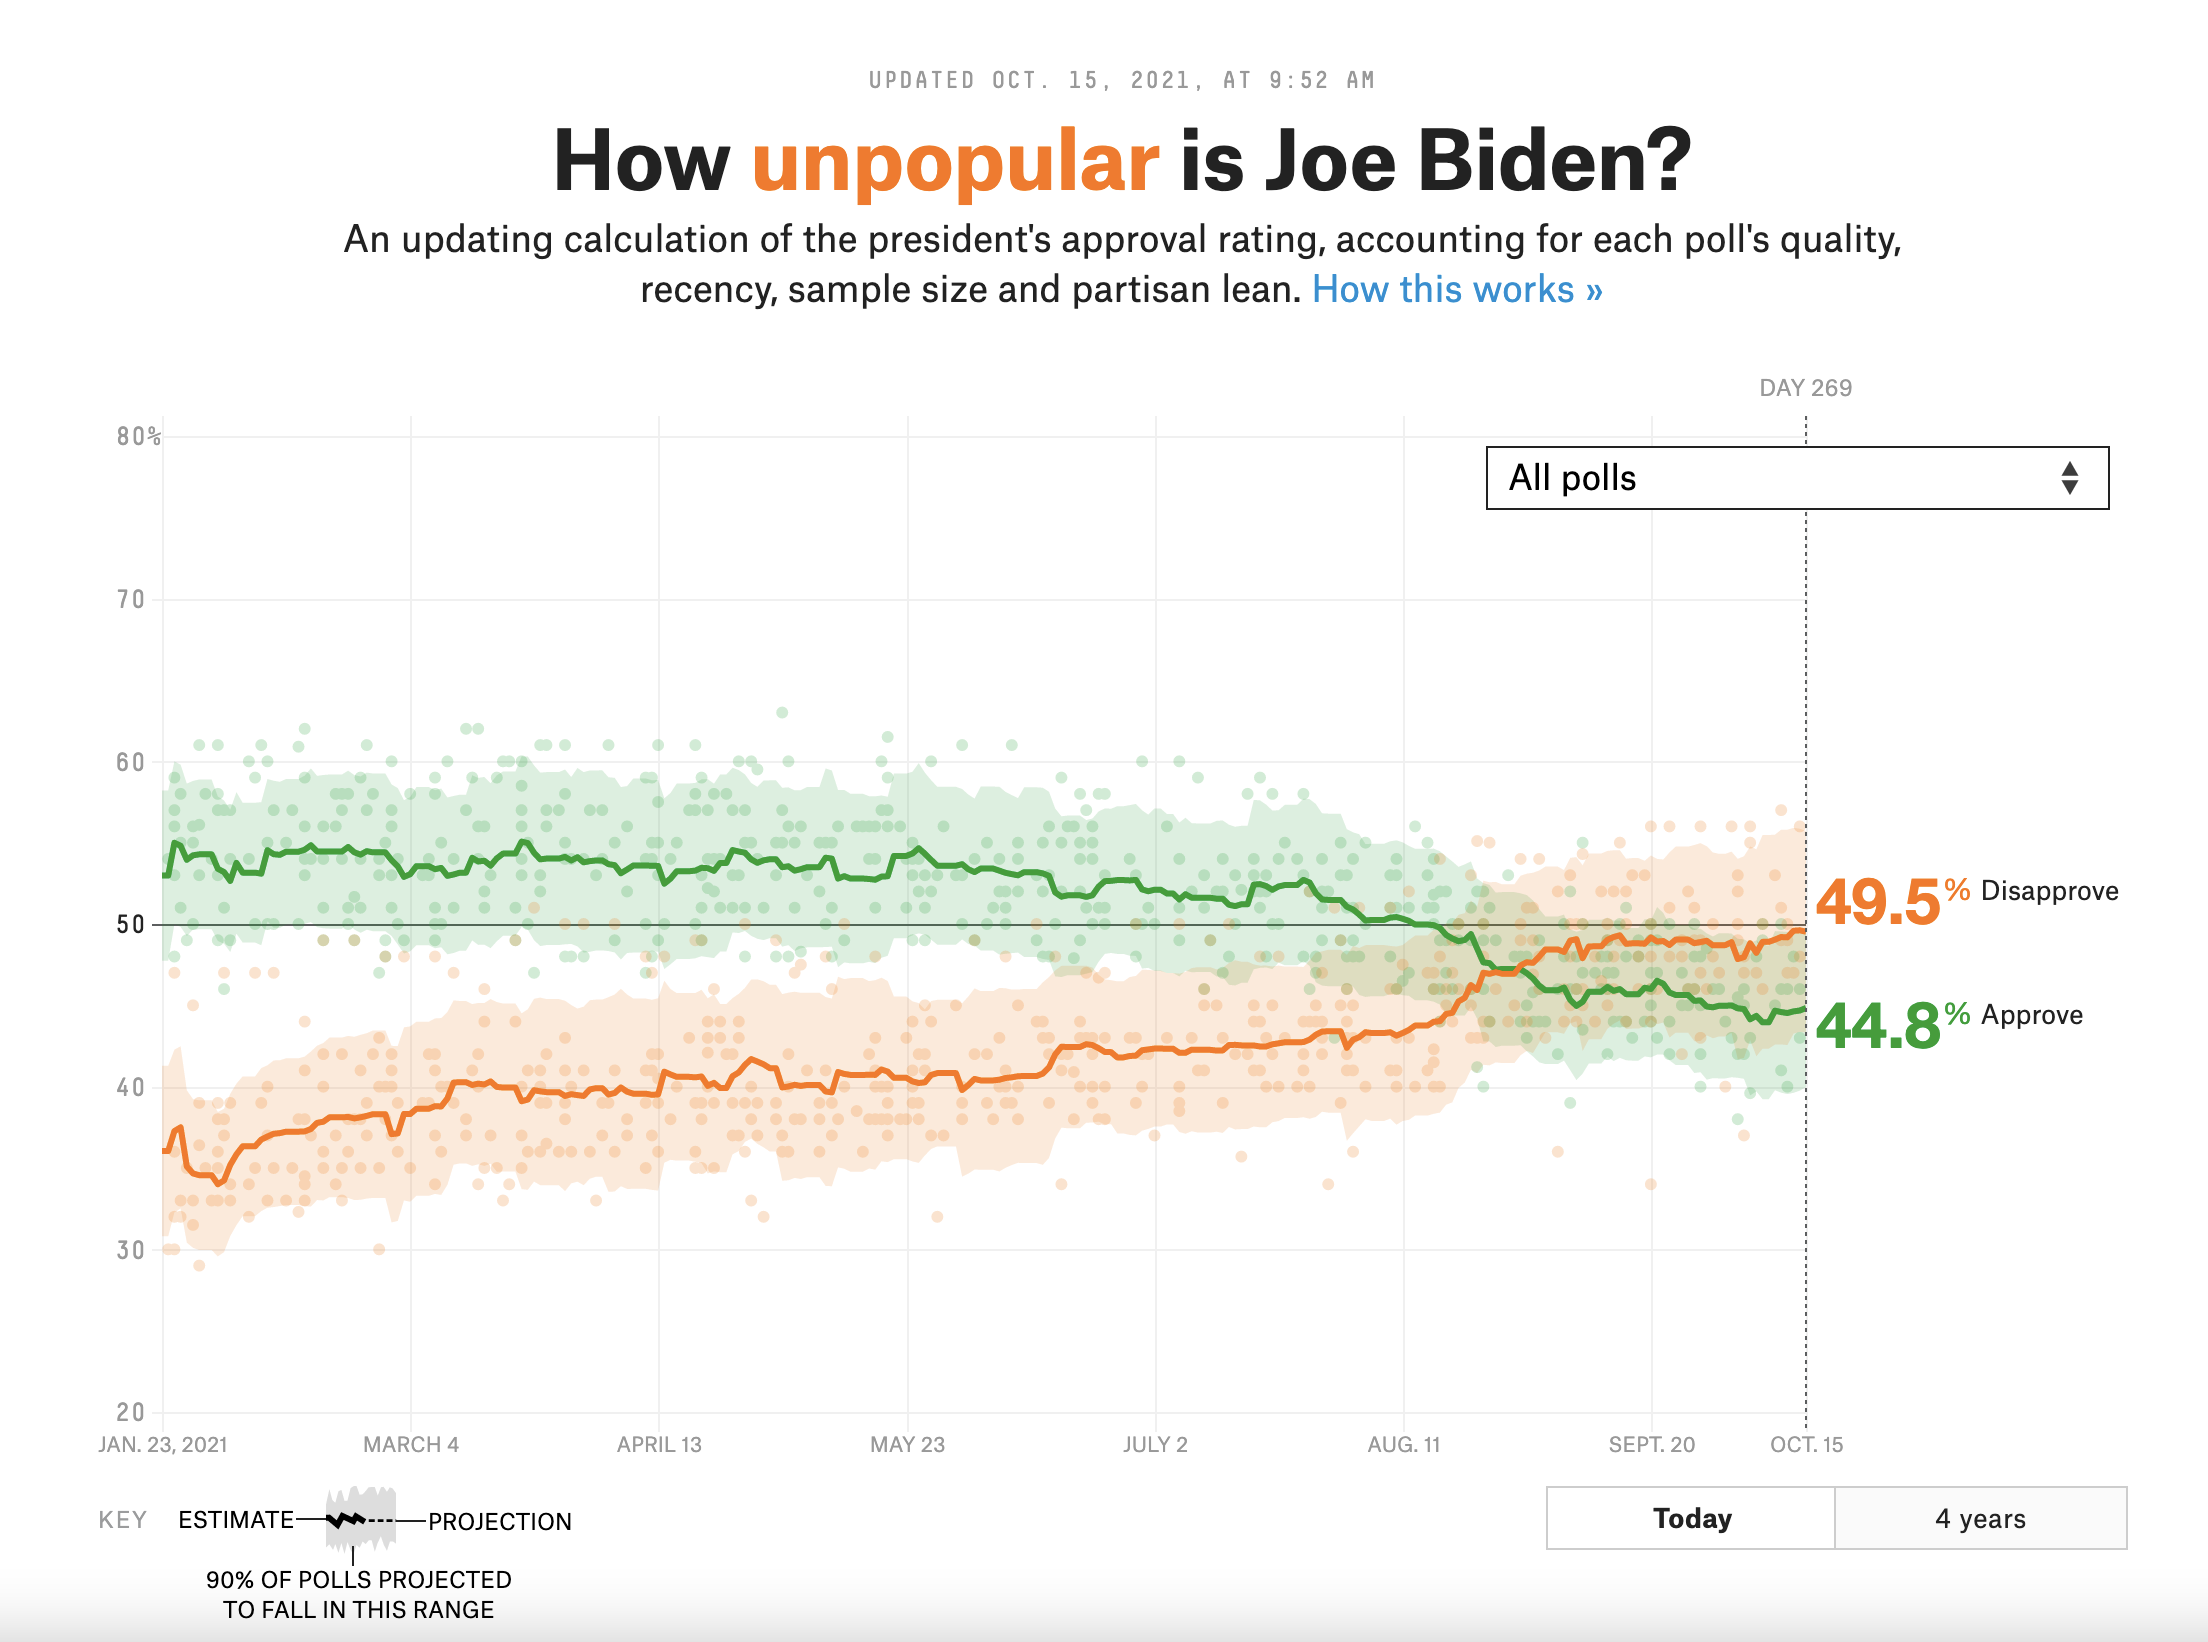 UPDATED OCT. 15, 2021, AT 9:52 AM
How unpopular is Joe Biden?
An updating calculation of the president's approval rating, accounting for each poll's quality,
recency, sample size and partisan lean. How this works »
DAY 269
80%
All polls
70
60
50
49.5% Disapprove
44.8% Approve
40
30
20
JAN. 23, 2021 MARCH 4 APRIL 13 MAY 23 JULY 2 AUG. 11 SEPT. 20 OCT. 15
KEY ESTIMATE PROJECTION
Today 4 years
90% OF POLLS PROJECTED
TO FALL IN THIS RANGE